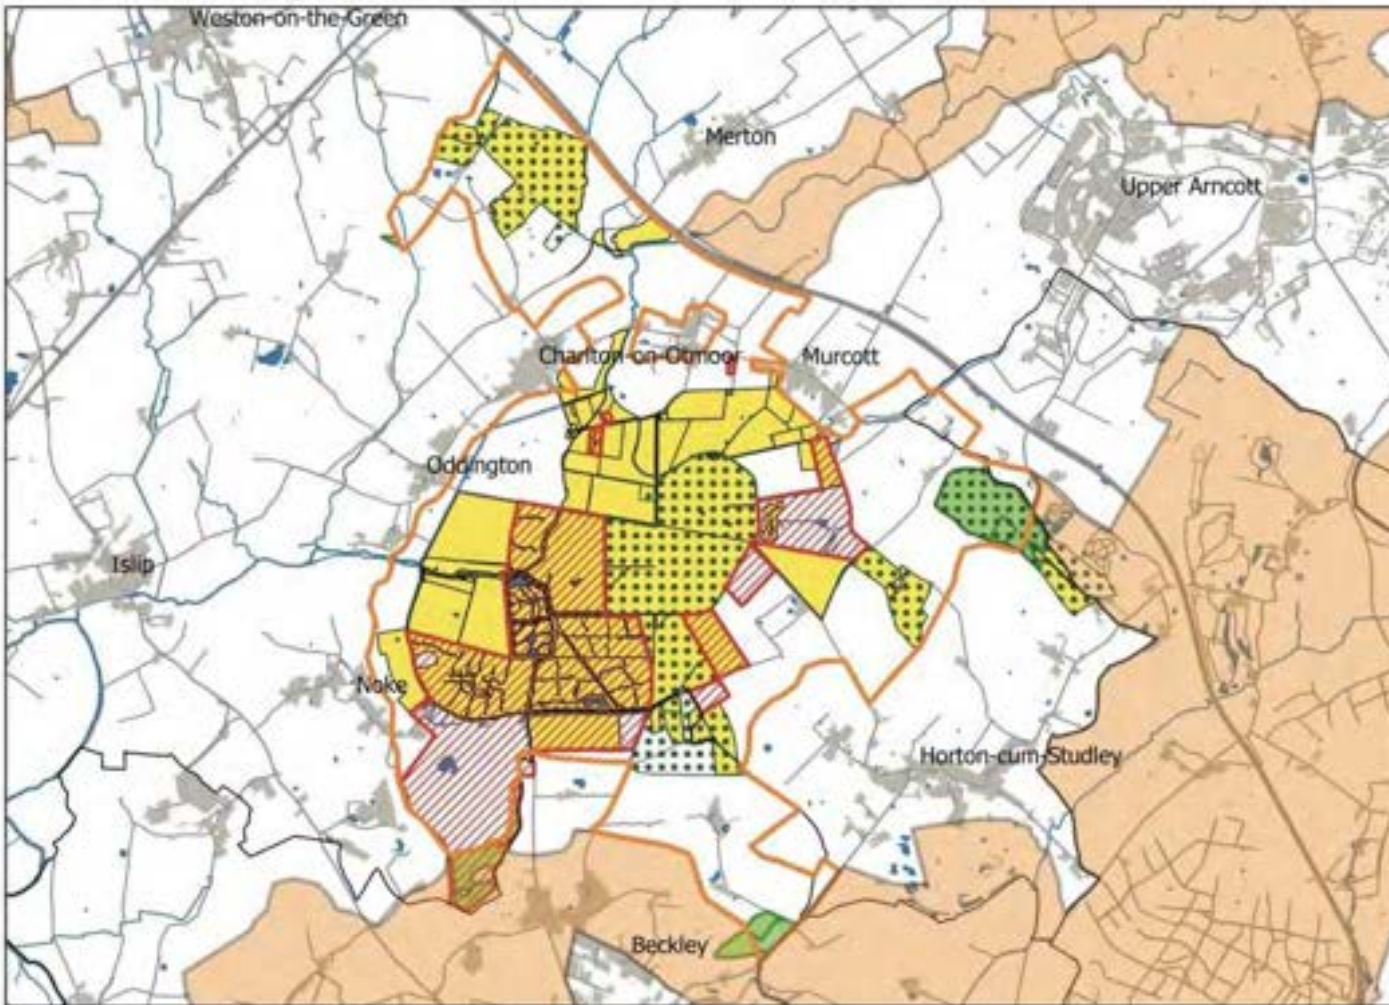 Weston-on-the-Green
Merton
Upper Arncott
Charlton-on-Otmoor
Murcott
Oddington
Islip
Noke
Horton-cum-Studley
Beckley